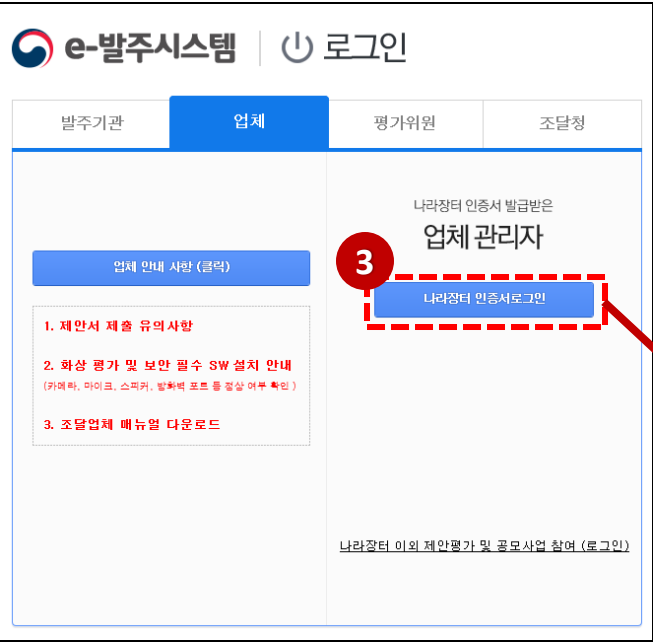 e-발주시스템 로그인
발주기관 업체 평가위원 조달청
업체 안내 사항 (클릭)
1. 제안서 제출 유의사항
2. 화상 평가 및 보안 필수 SW 설치 안내
(카메라, 마이크, 스피커, 방화벽 포트 등 정상 여부 확인 )
3. 조달업체 매뉴얼 다운로드
나라장터 인증서 발급받은
업체 관리자
3
나라장터 인증서로그인
나라장터 이외 제안평가 및 공모사업 참여 (로그인)